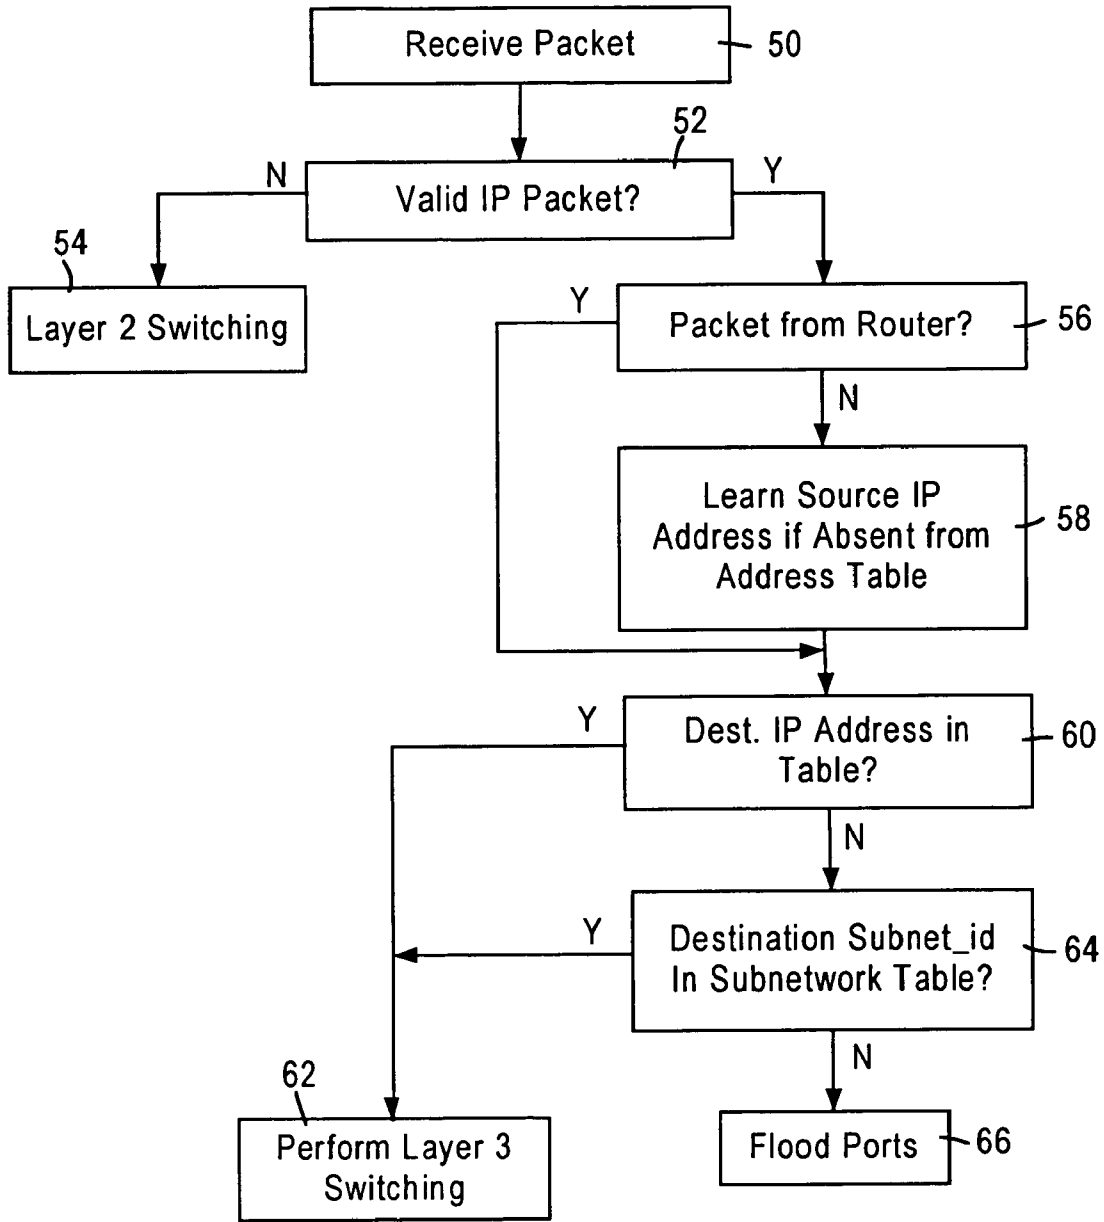 Receive Packet
50
52
N
Y
Valid IP Packet?
54
Layer 2 Switching
Y
Packet from Router?
56
N
Learn Source IP
Address if Absent from
Address Table
58
Y
Dest. IP Address in
Table?
60
N
Y
Destination Subnet_id
In Subnetwork Table?
64
N
62
Perform Layer 3
Switching
Flood Ports
66